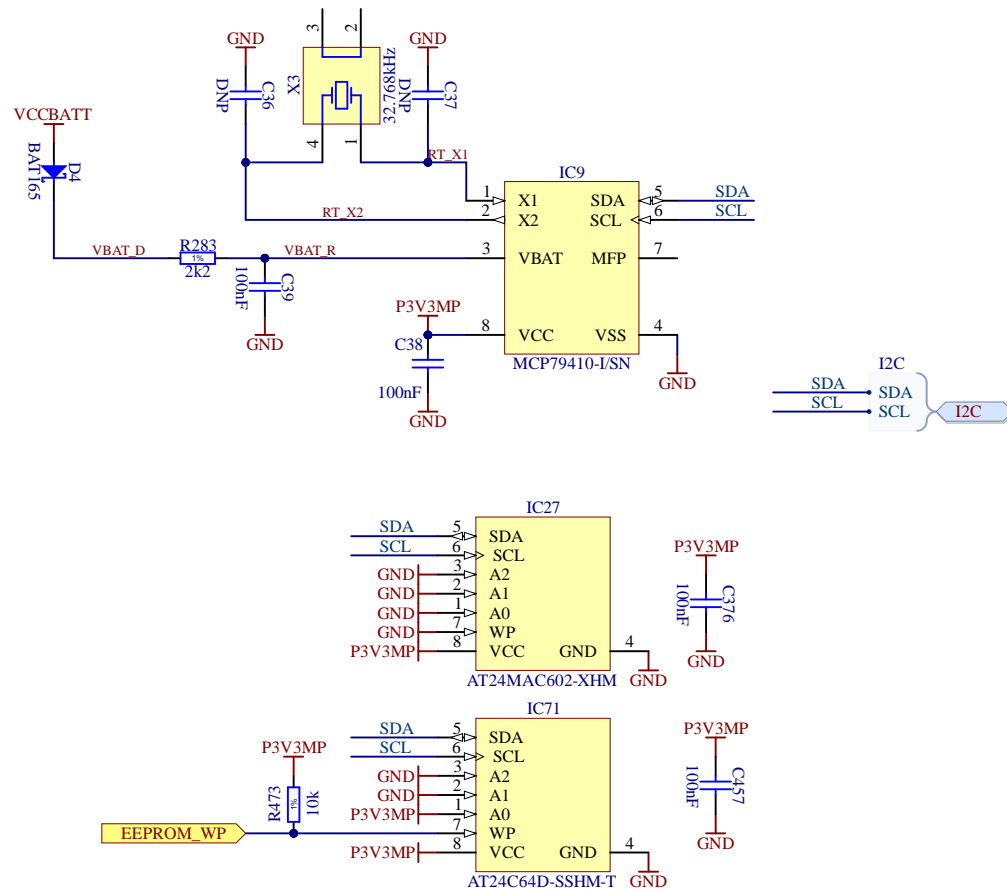 3
2
GND
GND
X3
32.768kHz
C36
DNP
DNP
C37
4
1
RT_X1
VCCBATT
D4
BAT165
IC9
1
X1
SDA
5
SDA
RT_X2
2
X2
SCL
6
SCL
VBAT_D
R283
1%
2k2
VBAT_R
3
VBAT
MFP
7
100nF
C39
GND
P3V3MP
8
VCC
VSS
4
C38
100nF
GND
MCP79410-I/SN
GND
I2C
SDA
SDA
SCL
SCL
I2C
IC27
SDA
5
SDA
SCL
6
SCL
GND
3
A2
GND
2
A1
GND
1
A0
GND
7
WP
P3V3MP
8
VCC
GND
4
GND
AT24MAC602-XHM
P3V3MP
100nF
C376
GND
IC71
SDA
5
SDA
SCL
6
SCL
GND
3
A2
GND
2
A1
P3V3MP
1
A0
P3V3MP
R473
1%
10k
EEPROM_WP
7
WP
P3V3MP
8
VCC
GND
4
GND
AT24C64D-SSHM-T
P3V3MP
100nF
C457
GND